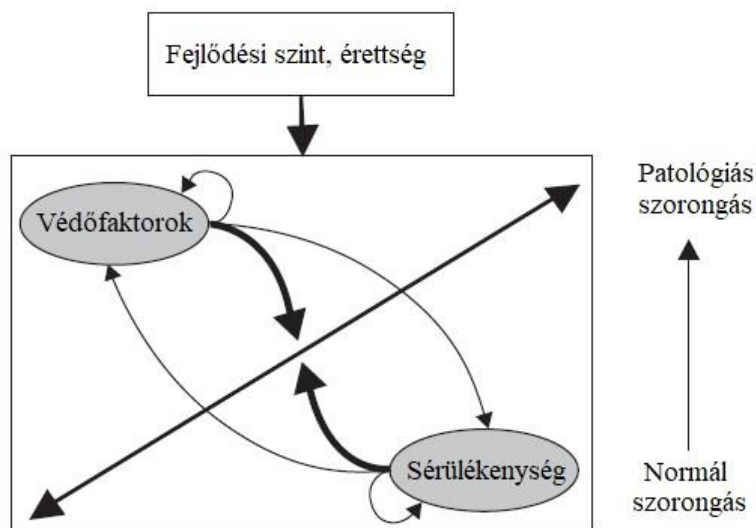 Fejlődési szint, érettség
Védőfaktorok
Patológiás
szorongás
Sérülékenység
Normál
szorongás